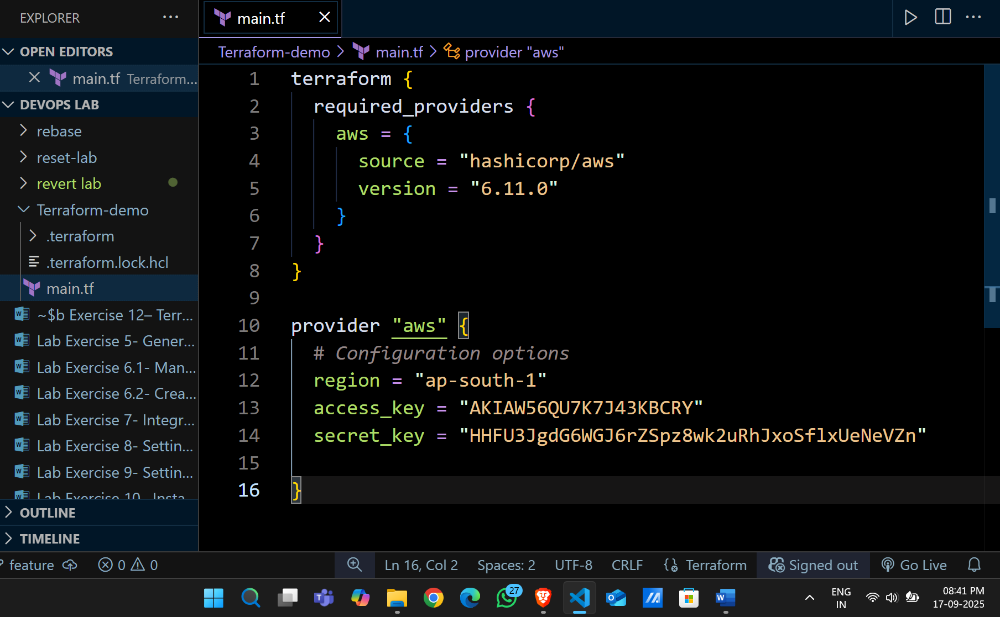 EXPLORER
OPEN EDITORS
main.tf Terraform...
DEVOPS LAB
rebase
reset-lab
revert lab
Terraform-demo
.terraform
.terraform.lock.hcl
main.tf
~$b Exercise 12– Terr...
Lab Exercise 5- Gener...
Lab Exercise 6.1- Man...
Lab Exercise 6.2- Crea...
Lab Exercise 7- Integr...
Lab Exercise 8- Settin...
Lab Exercise 9- Settin...
Lab Exercise 10- Insta
OUTLINE
TIMELINE
main.tf
Terraform-demo > main.tf > provider "aws"
1 terraform {
2 required_providers {
3 aws = {
4 source = "hashicorp/aws"
5 version = "6.11.0"
6 }
7 }
8 }
9
10 provider "aws" {
11 # Configuration options
12 region = "ap-south-1"
13 access_key = "AKIAW56QU7K7J43KBCRY"
14 secret_key = "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"
15
16 }
feature 0 0 Ln 16, Col 2 Spaces: 2 UTF-8 CRLF Terraform Signed out Go Live
27
ENG
IN
08:41 PM
17-09-2025